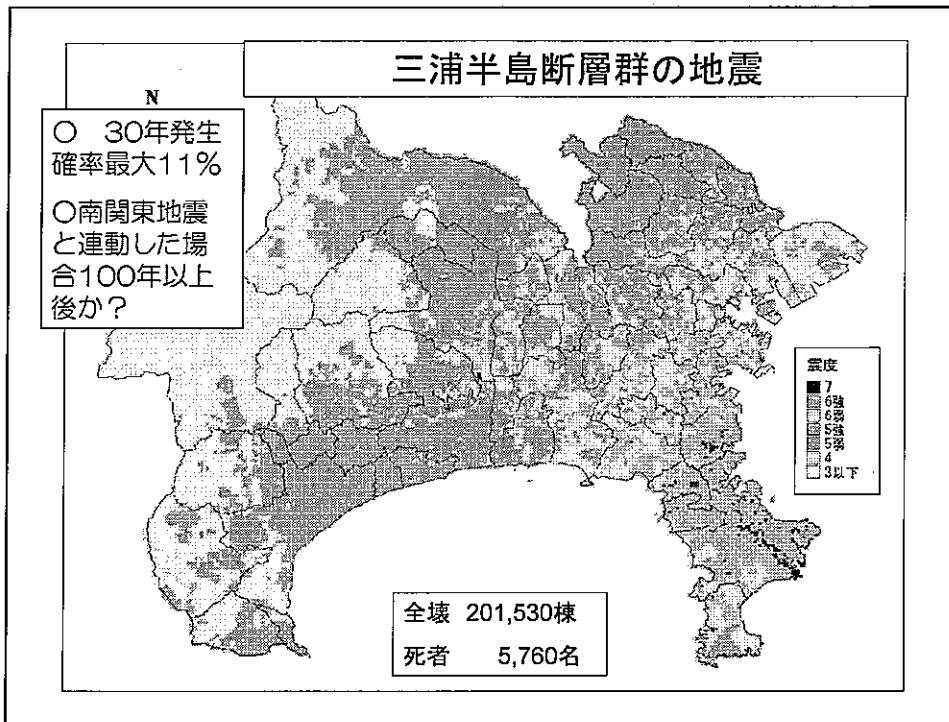 三浦半島断層群の地震
N
○ 30年発生
確率最大11%
○南関東地震
と連動した場
合100年以上
後か?
震度
7
6強
6弱
5強
5弱
4
3以下
全壊 201,530棟
死者 5,760名